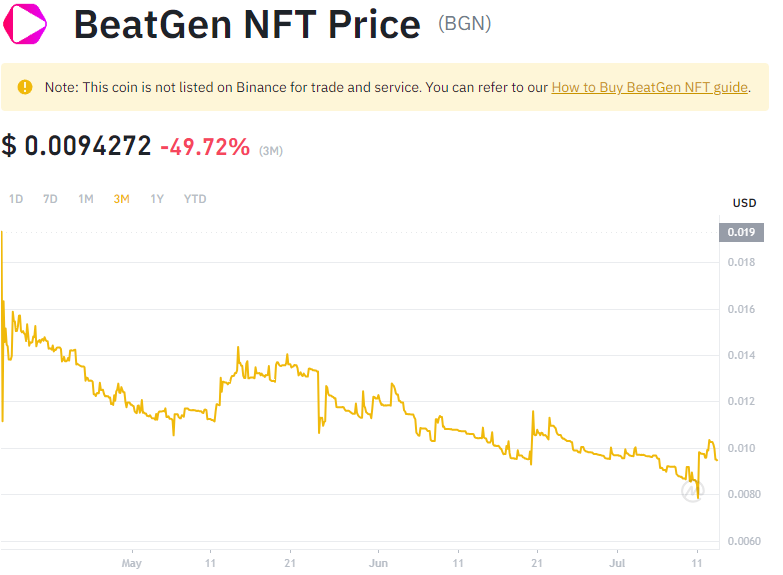 BeatGen NFT Price (BGN)
Note: This coin is not listed on Binance for trade and service. You can refer to our How to Buy BeatGen NFT guide.
$ 0.0094272 -49.72% (3M)
1D 7D 1M 3M 1Y YTD
USD
0.019
0.018
0.016
0.014
0.012
0.010
0.0080
0.0060
May 11 21 Jun 11 21 Jul 11